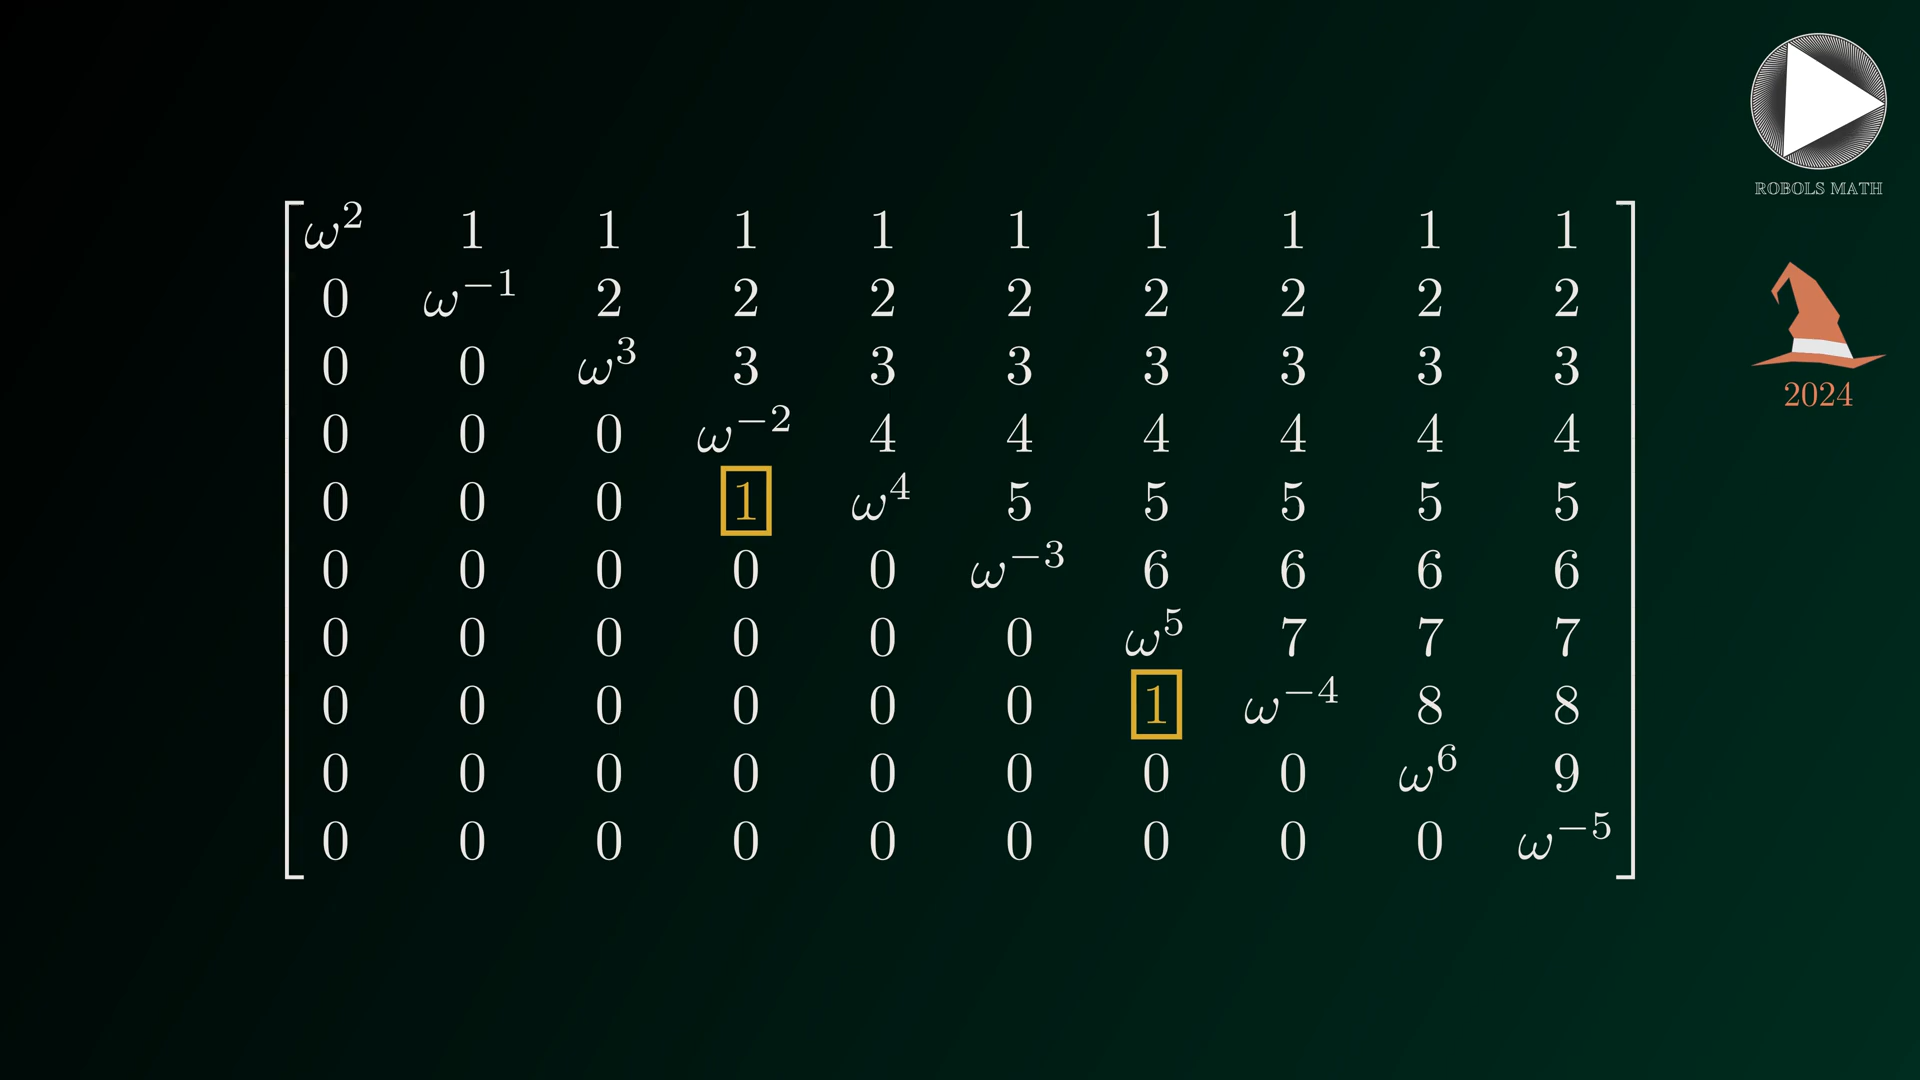 ROBOLS MATH
2024
ω² 1 1 1 1 1 1 1 1 1
0 ω⁻¹ 2 2 2 2 2 2 2 2
0 0 ω³ 3 3 3 3 3 3 3
0 0 0 ω⁻² 4 4 4 4 4 4
0 0 0 1 ω⁴ 5 5 5 5 5
0 0 0 0 0 ω⁻³ 6 6 6 6
0 0 0 0 0 0 ω⁵ 7 7 7
0 0 0 0 0 0 1 ω⁻⁴ 8 8
0 0 0 0 0 0 0 0 ω⁶ 9
0 0 0 0 0 0 0 0 0 ω⁻⁵